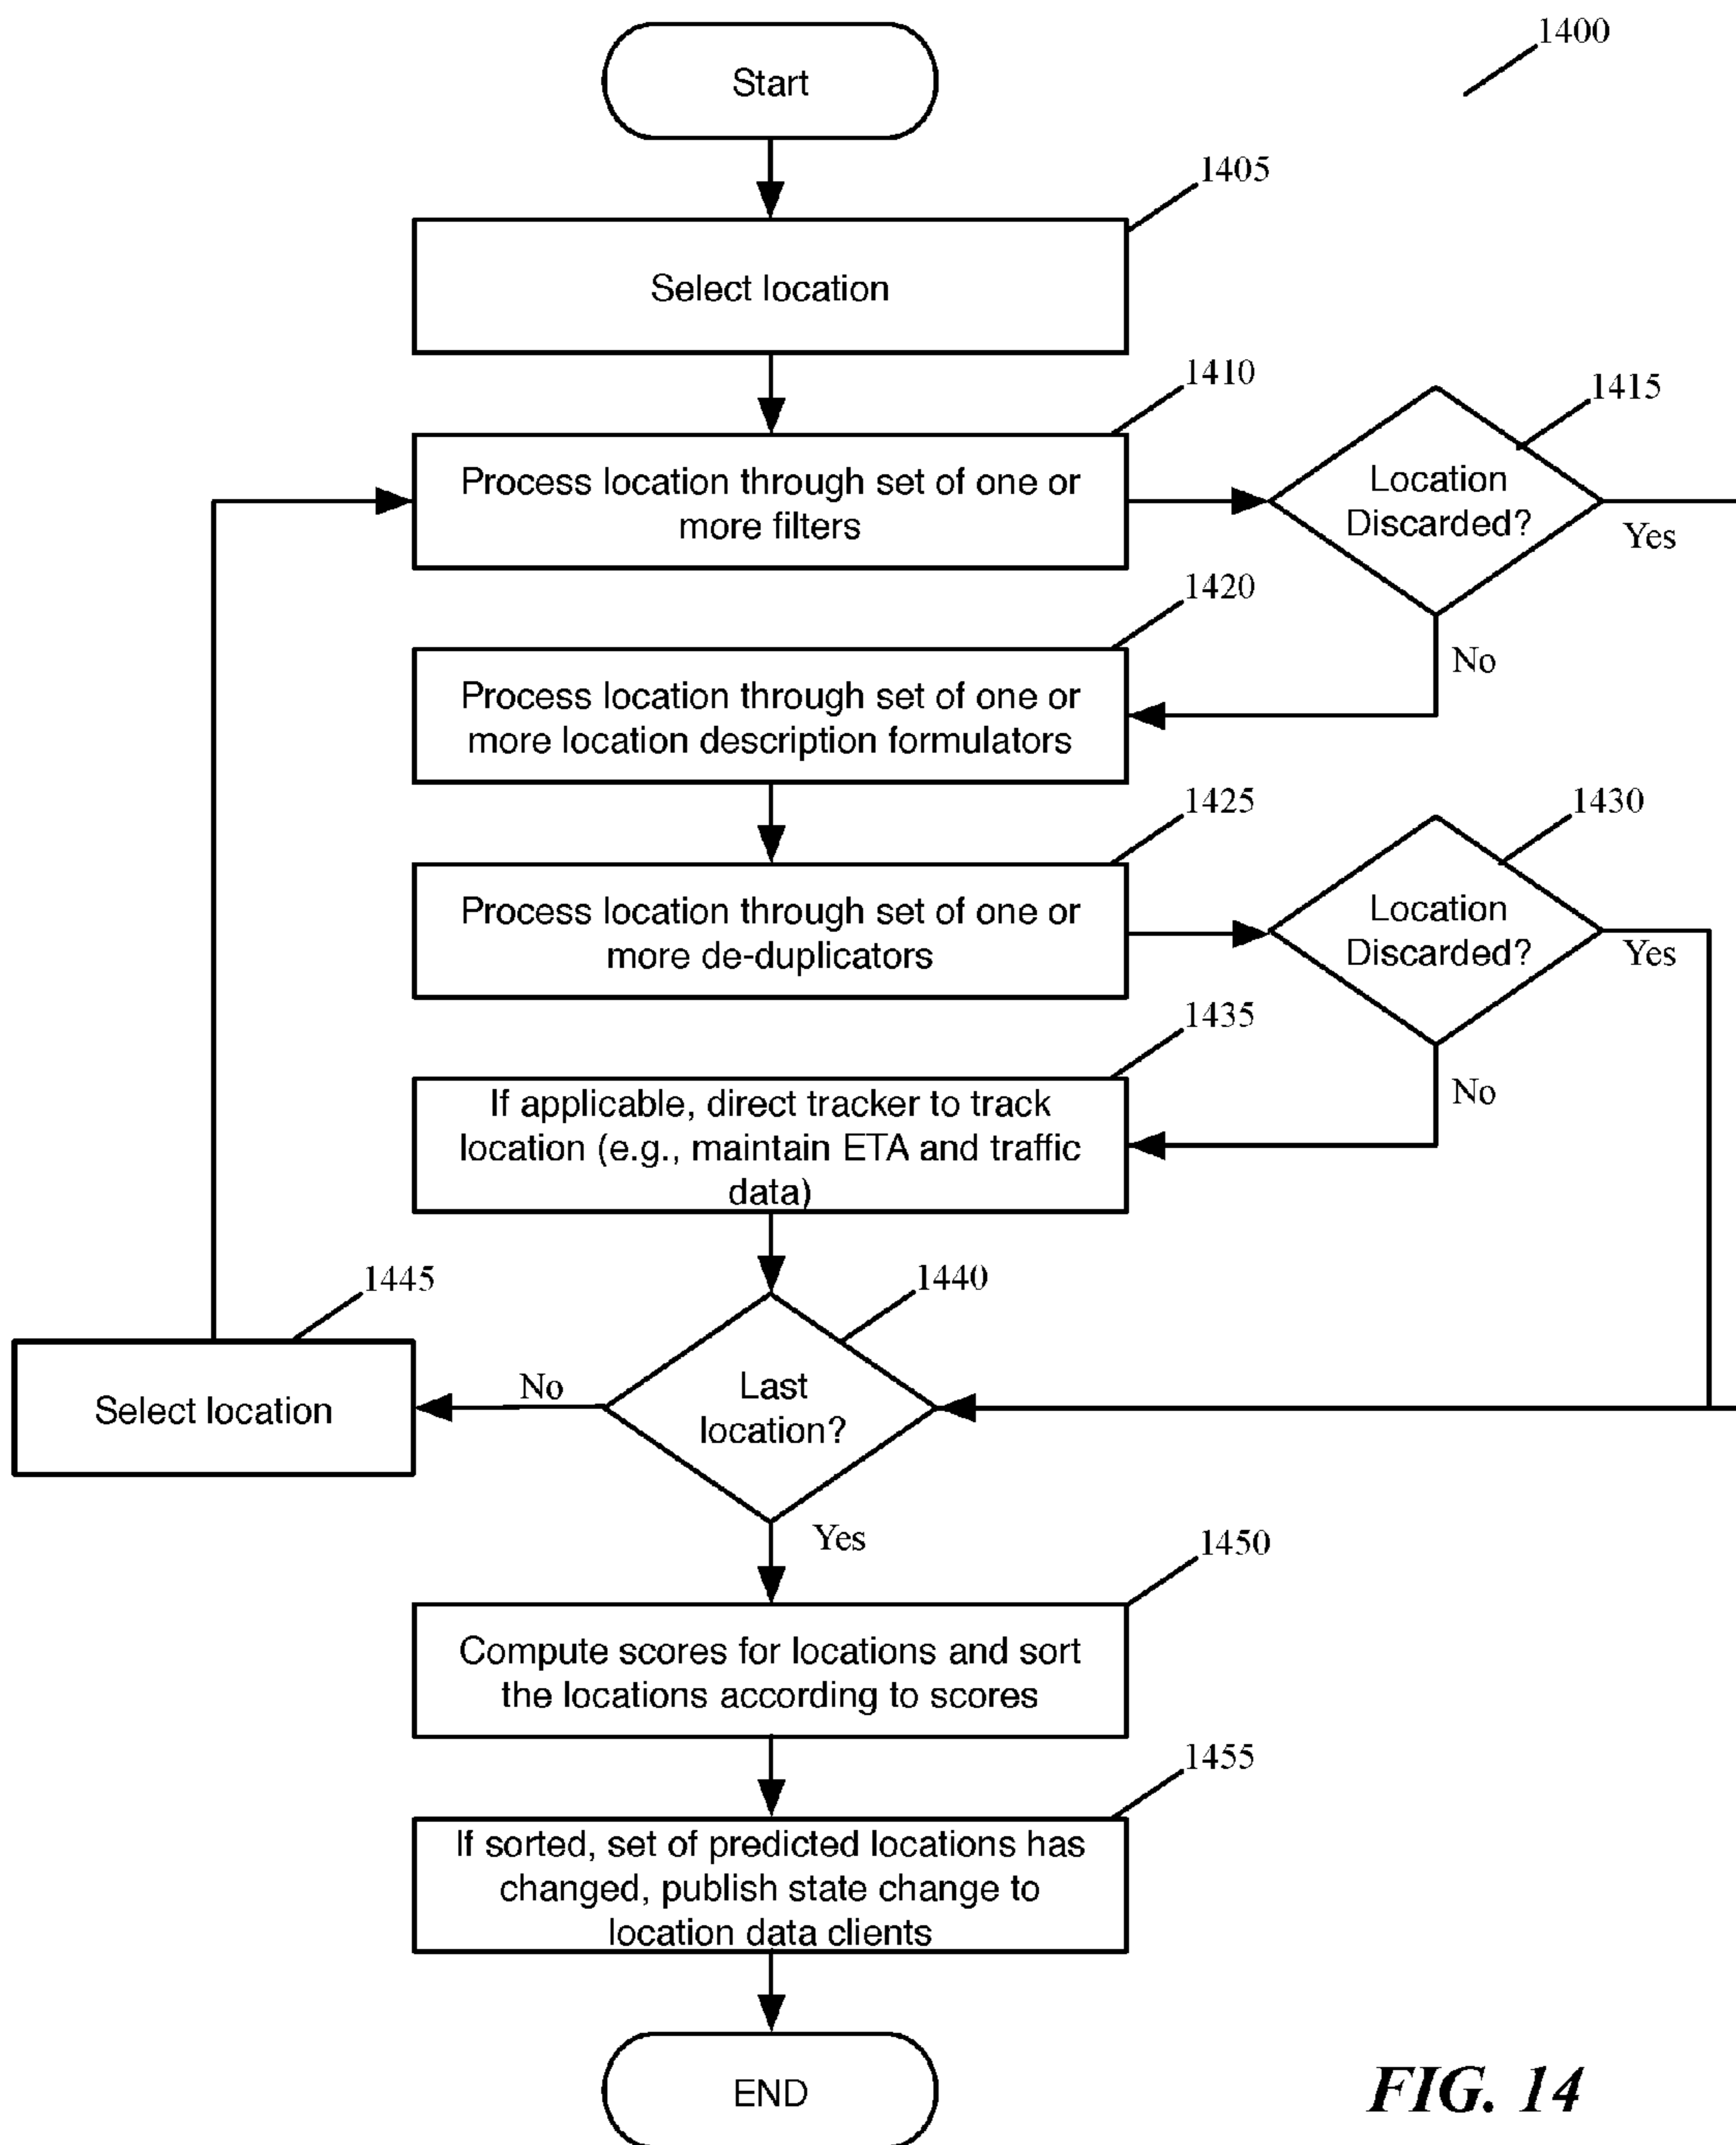 1400
Start
1405
Select location
1410
Process location through set of one or
more filters
1415
Location
Discarded?
Yes
No
1420
Process location through set of one or
more location description formulators
1425
Process location through set of one or
more de-duplicators
1430
Location
Discarded?
Yes
No
1435
If applicable, direct tracker to track
location (e.g., maintain ETA and traffic
data)
1440
Last
location?
No
1445
Select location
Yes
1450
Compute scores for locations and sort
the locations according to scores
1455
If sorted, set of predicted locations has
changed, publish state change to
location data clients
END
FIG. 14